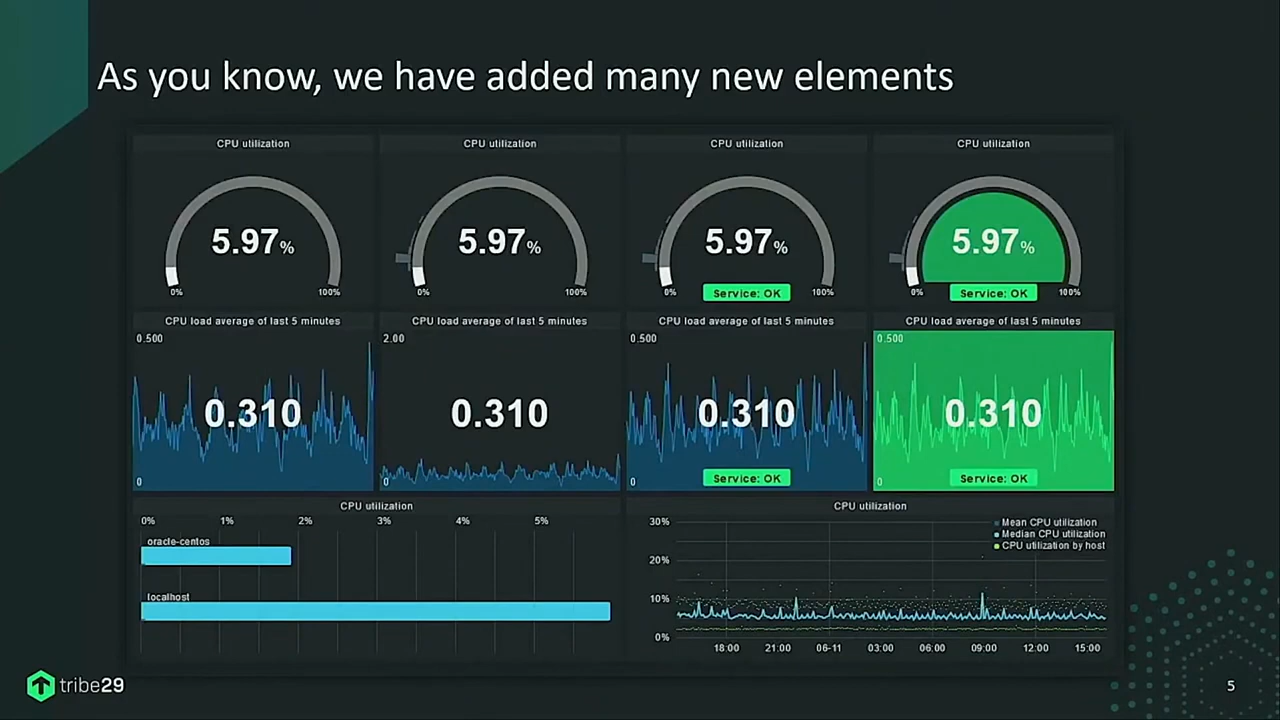 As you know, we have added many new elements
CPU utilization
CPU utilization
CPU utilization
CPU utilization
5.97%
5.97%
5.97%
5.97%
0%
100%
0%
100%
0%
Service: OK
100%
0%
Service: OK
100%
CPU load average of last 5 minutes
CPU load average of last 5 minutes
CPU load average of last 5 minutes
CPU load average of last 5 minutes
0.500
2.00
0.500
0.500
0.310
0.310
0.310
0.310
0
0
0
Service: OK
0
Service: OK
CPU utilization
0% 1% 2% 3% 4% 5%
oracle-centos
localhost
CPU utilization
30%
20%
10%
0%
Mean CPU utilization
Median CPU utilization
CPU utilization by host
18:00 21:00 06-11 03:00 06:00 09:00 12:00 15:00
tribe29
5